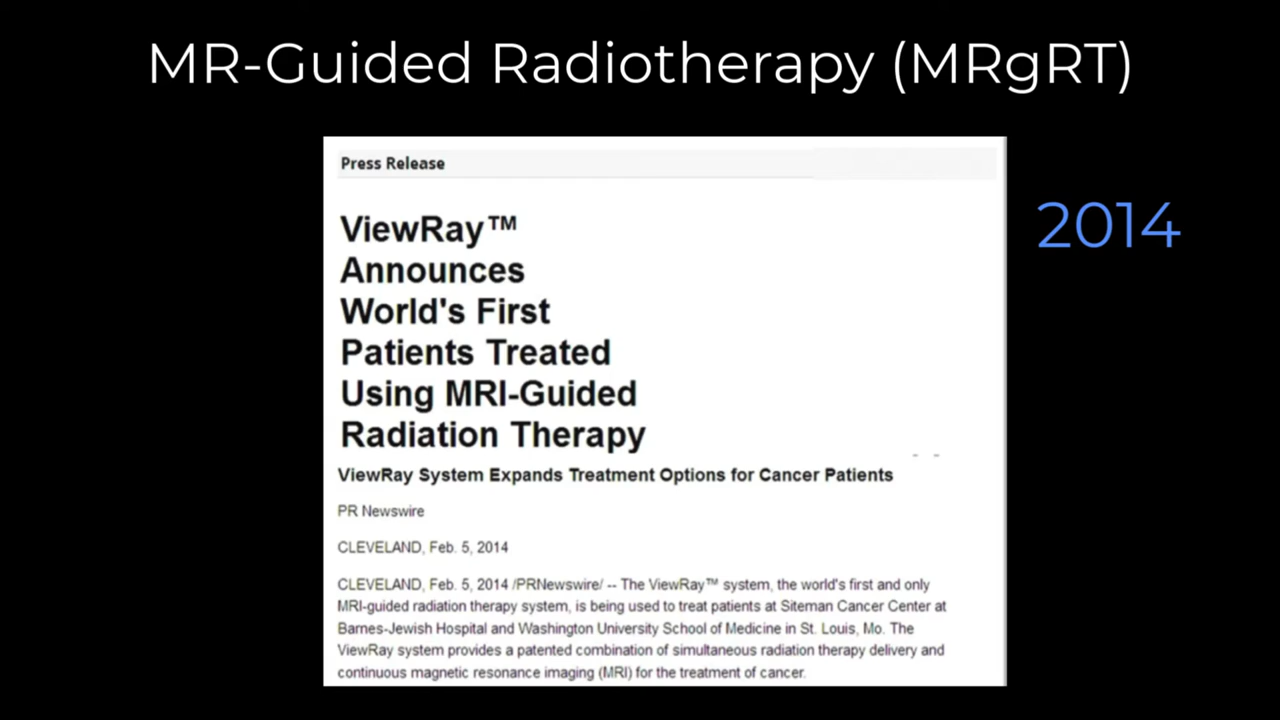 MR-Guided Radiotherapy (MRgRT)
Press Release
2014
ViewRay™
Announces
World's First
Patients Treated
Using MRI-Guided
Radiation Therapy
ViewRay System Expands Treatment Options for Cancer Patients
PR Newswire
CLEVELAND, Feb. 5, 2014
CLEVELAND, Feb. 5, 2014 /PRNewswire/ -- The ViewRay™ system, the world's first and only
MRI-guided radiation therapy system, is being used to treat patients at Siteman Cancer Center at
Barnes-Jewish Hospital and Washington University School of Medicine in St. Louis, Mo. The
ViewRay system provides a patented combination of simultaneous radiation therapy delivery and
continuous magnetic resonance imaging (MRI) for the treatment of cancer.